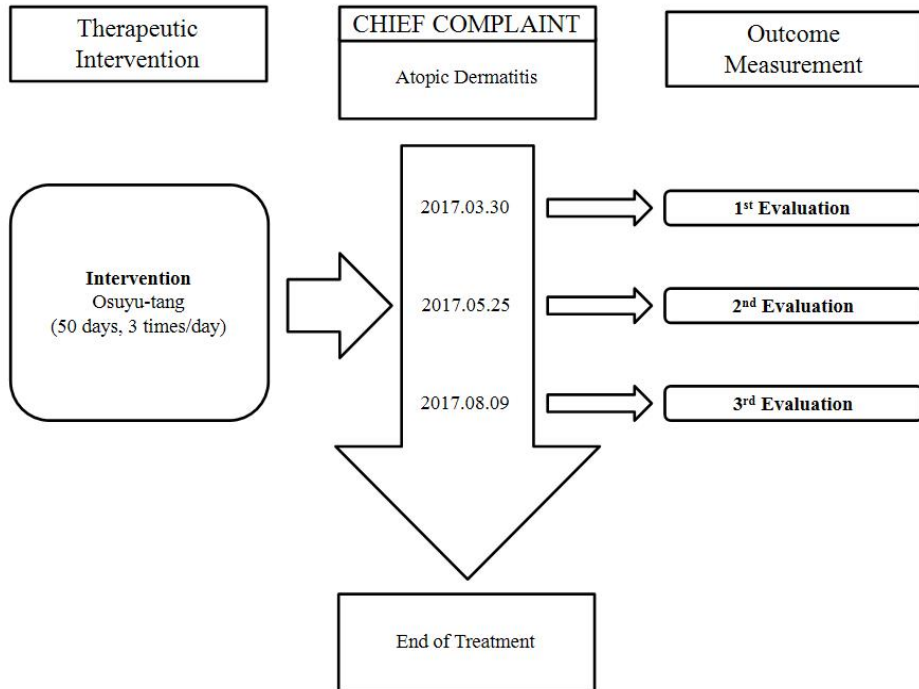 Therapeutic
Intervention
CHIEF COMPLAINT
Atopic Dermatitis
Outcome
Measurement
Intervention
Osuyu-tang
(50 days, 3 times/day)
2017.03.30
1st Evaluation
2017.05.25
2nd Evaluation
2017.08.09
3rd Evaluation
End of Treatment